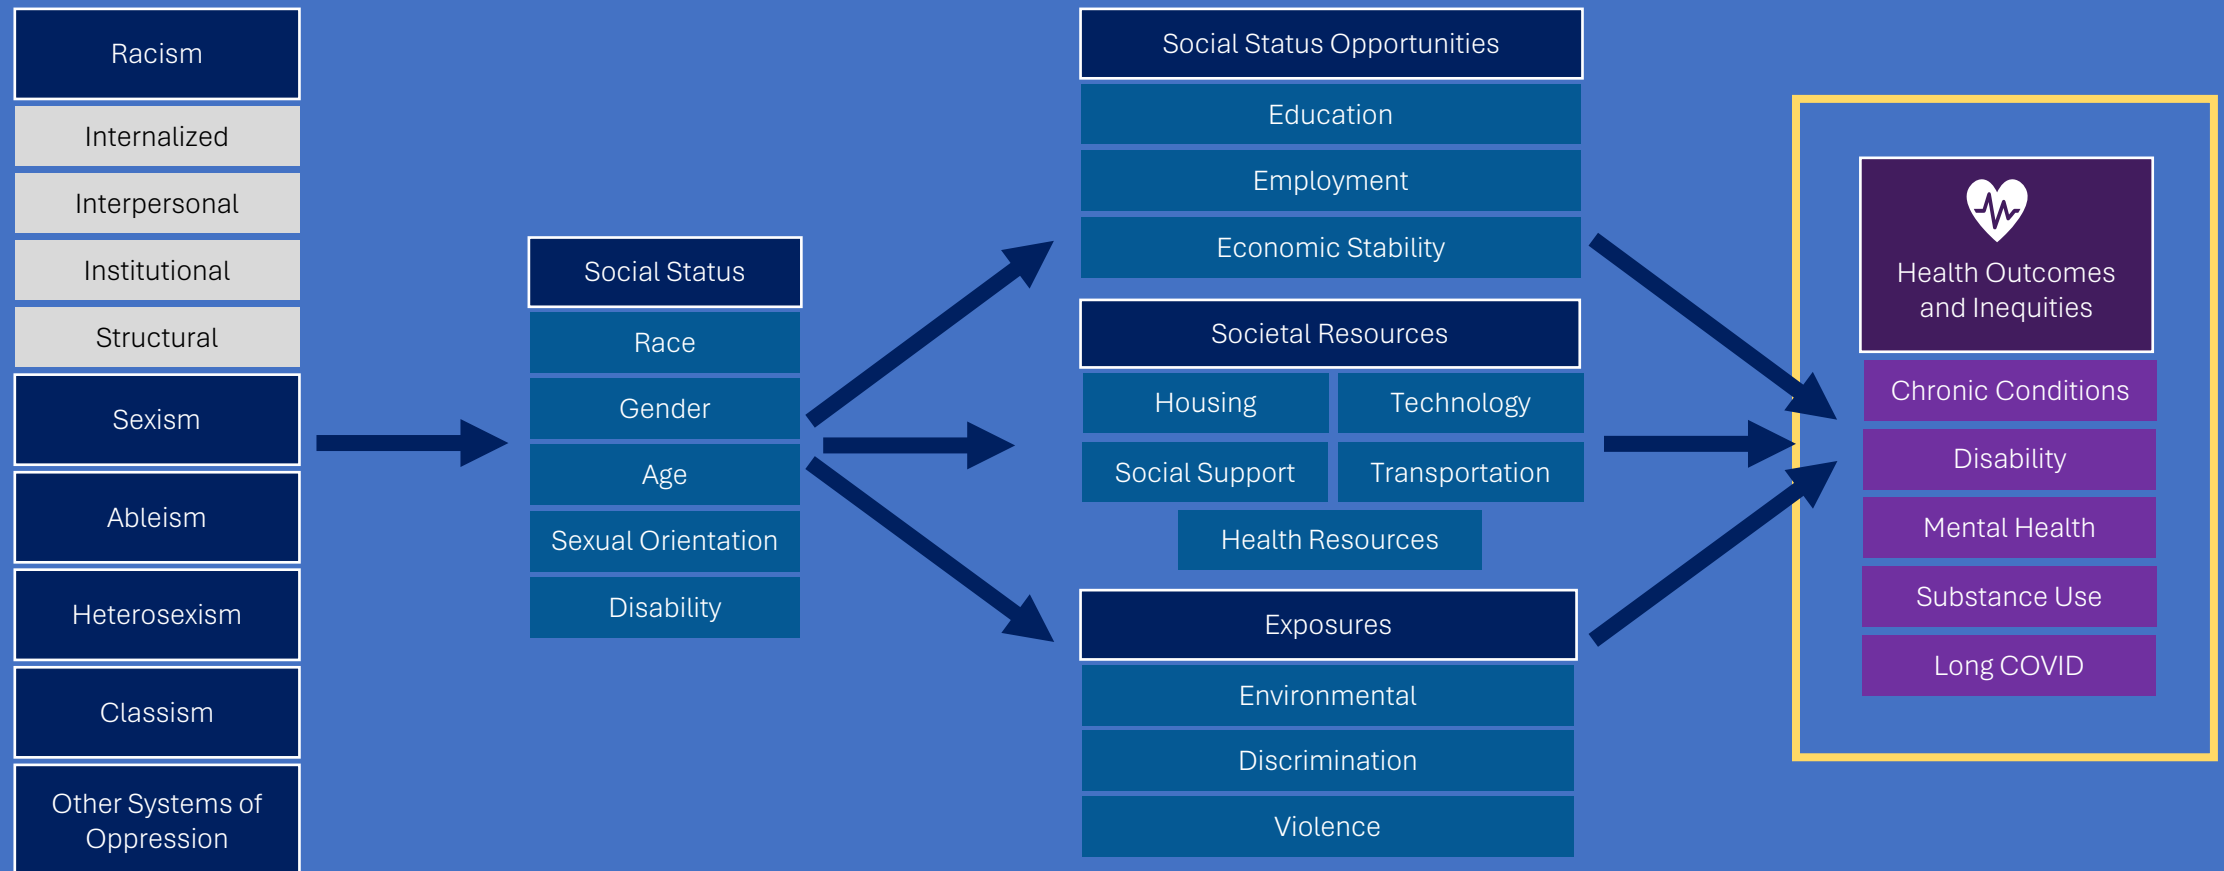 Racism
Internalized
Interpersonal
Institutional
Structural
Sexism
Ableism
Heterosexism
Classism
Other Systems of
Oppression
Social Status
Race
Gender
Age
Sexual Orientation
Disability
Social Status Opportunities
Education
Employment
Economic Stability
Societal Resources
Housing
Technology
Social Support
Transportation
Health Resources
Exposures
Environmental
Discrimination
Violence
Health Outcomes
and Inequities
Chronic Conditions
Disability
Mental Health
Substance Use
Long COVID